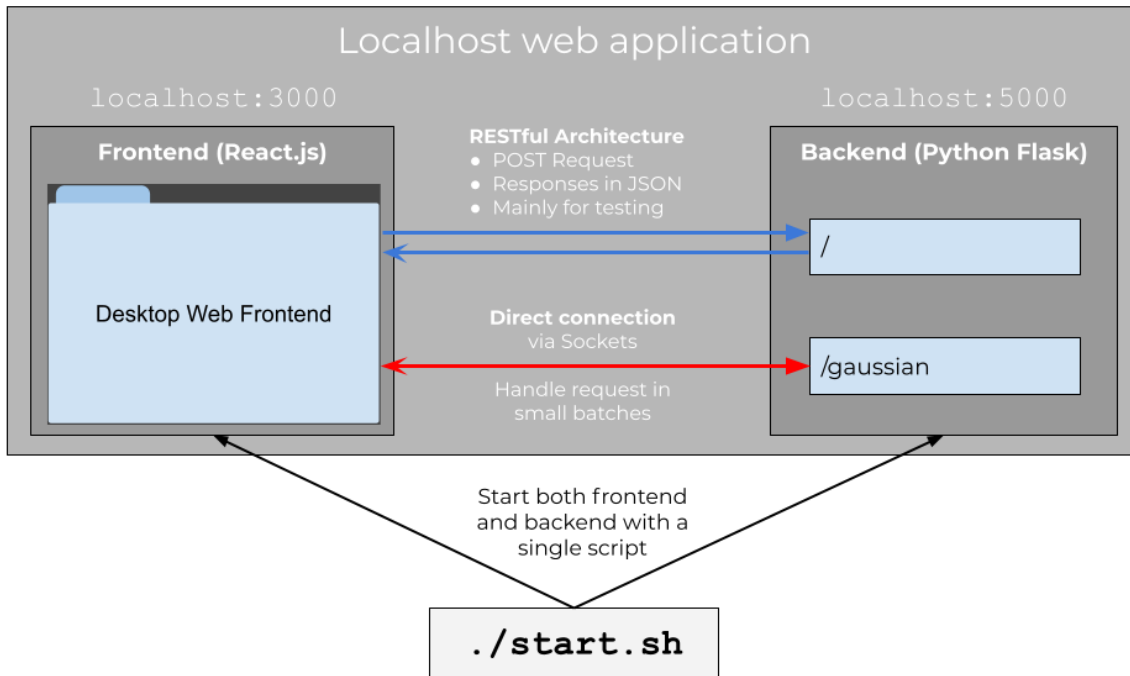 Localhost web application
localhost:3000
localhost:5000
Frontend (React.js)
Desktop Web Frontend
RESTful Architecture
● POST Request
● Responses in JSON
● Mainly for testing
Direct connection
via Sockets
Handle request in
small batches
Backend (Python Flask)
/
/gaussian
Start both frontend
and backend with a
single script
./start.sh